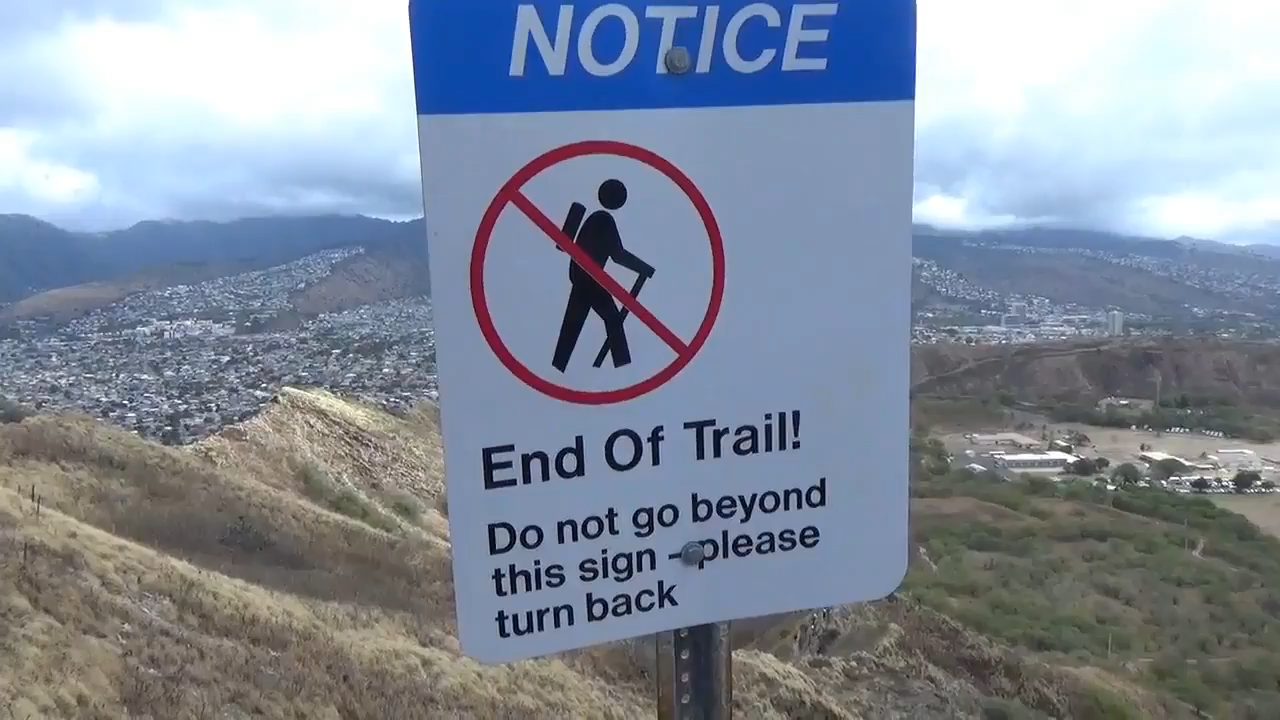 NOTICE
End Of Trail!
Do not go beyond
this sign - please
turn back